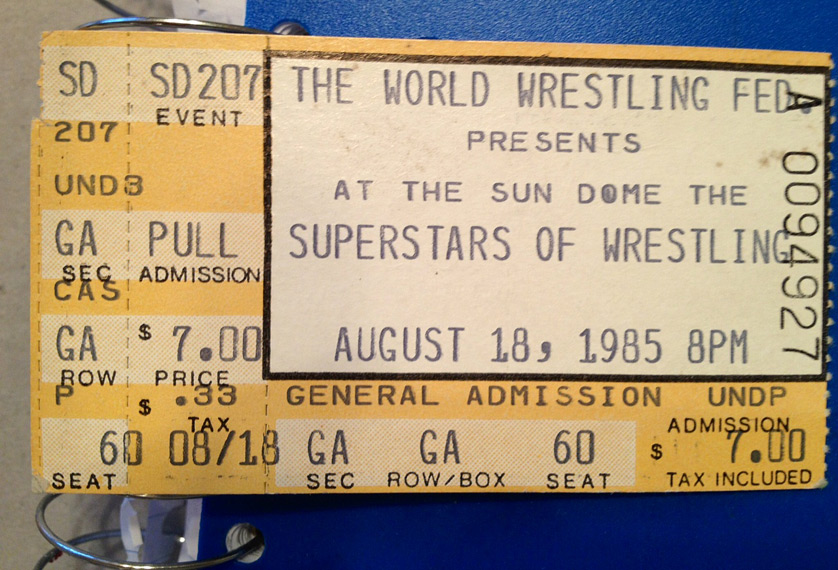 SD SD207
EVENT
207
UND3
GA PULL
SEC ADMISSION
CAS
GA $ 7.00
ROW PRICE
P $ .33
TAX
60 08/18
SEAT
THE WORLD WRESTLING FED.
PRESENTS
AT THE SUN DOME THE
SUPERSTARS OF WRESTLING
AUGUST 18, 1985 8PM
A 0094927
GENERAL ADMISSION UNDP
ADMISSION
GA GA 60 $ 7.00
SEC ROW/BOX SEAT TAX INCLUDED